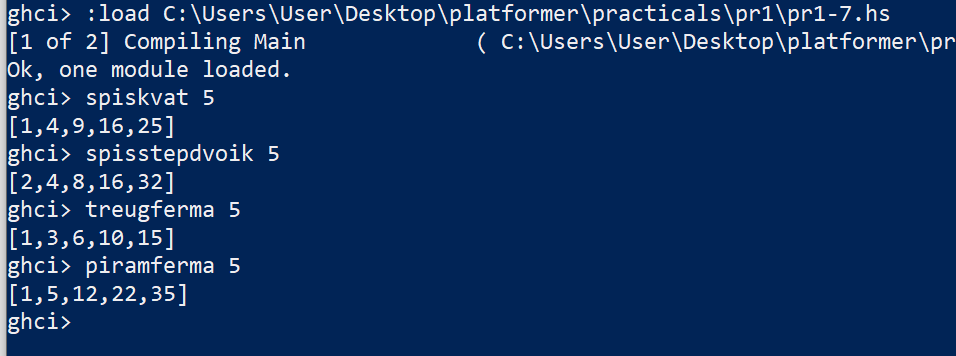 ghci> :load C:\Users\User\Desktop\platformer\practicals\pr1\pr1-7.hs
[1 of 2] Compiling Main             ( C:\Users\User\Desktop\platformer\pr
Ok, one module loaded.
ghci> spiskvat 5
[1,4,9,16,25]
ghci> spisstepdvoik 5
[2,4,8,16,32]
ghci> treugferma 5
[1,3,6,10,15]
ghci> piramferma 5
[1,5,12,22,35]
ghci>